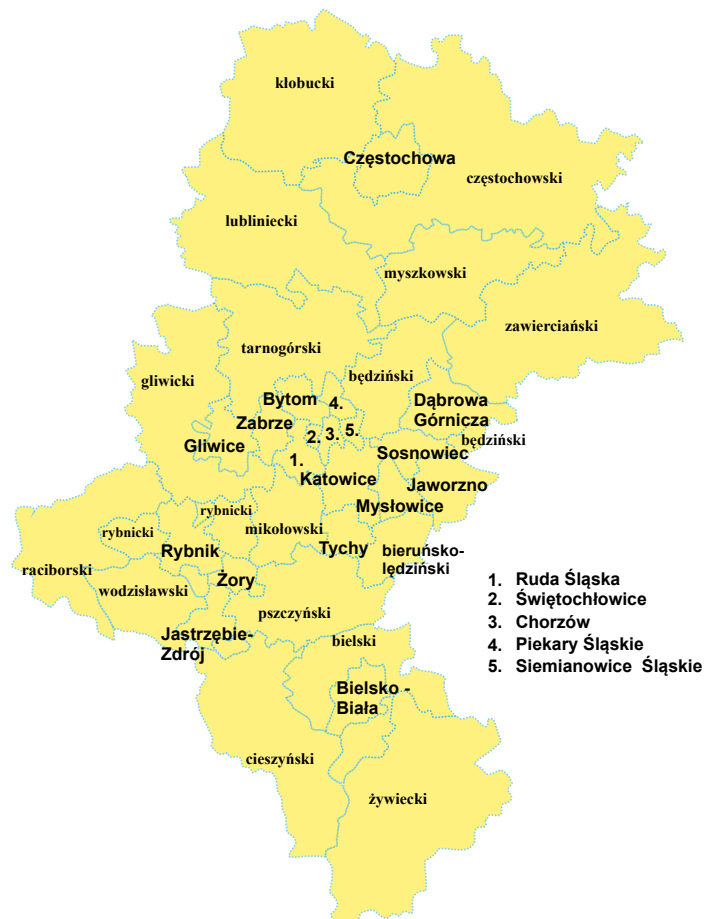 kłobucki
Częstochowa
częstochowski
lubliniecki
myszkowski
zawierciański
tarnogórski
będziński
gliwicki
Bytom
4.
Dąbrowa
Górnicza
Zabrze
2.
3.
5.
będziński
Gliwice
Sosnowiec
1.
Katowice
Jaworzno
Mysłowice
rybnicki
rybnicki
mikołowski
Rybnik
Tychy
bieruńsko-
lędziński
raciborski
wodzisławski
Żory
pszczyński
Jastrzębie-
Zdrój
bielski
Bielsko -
Biała
cieszyński
żywiecki
1. Ruda Śląska
2. Świętochłowice
3. Chorzów
4. Piekary Śląskie
5. Siemianowice Śląskie